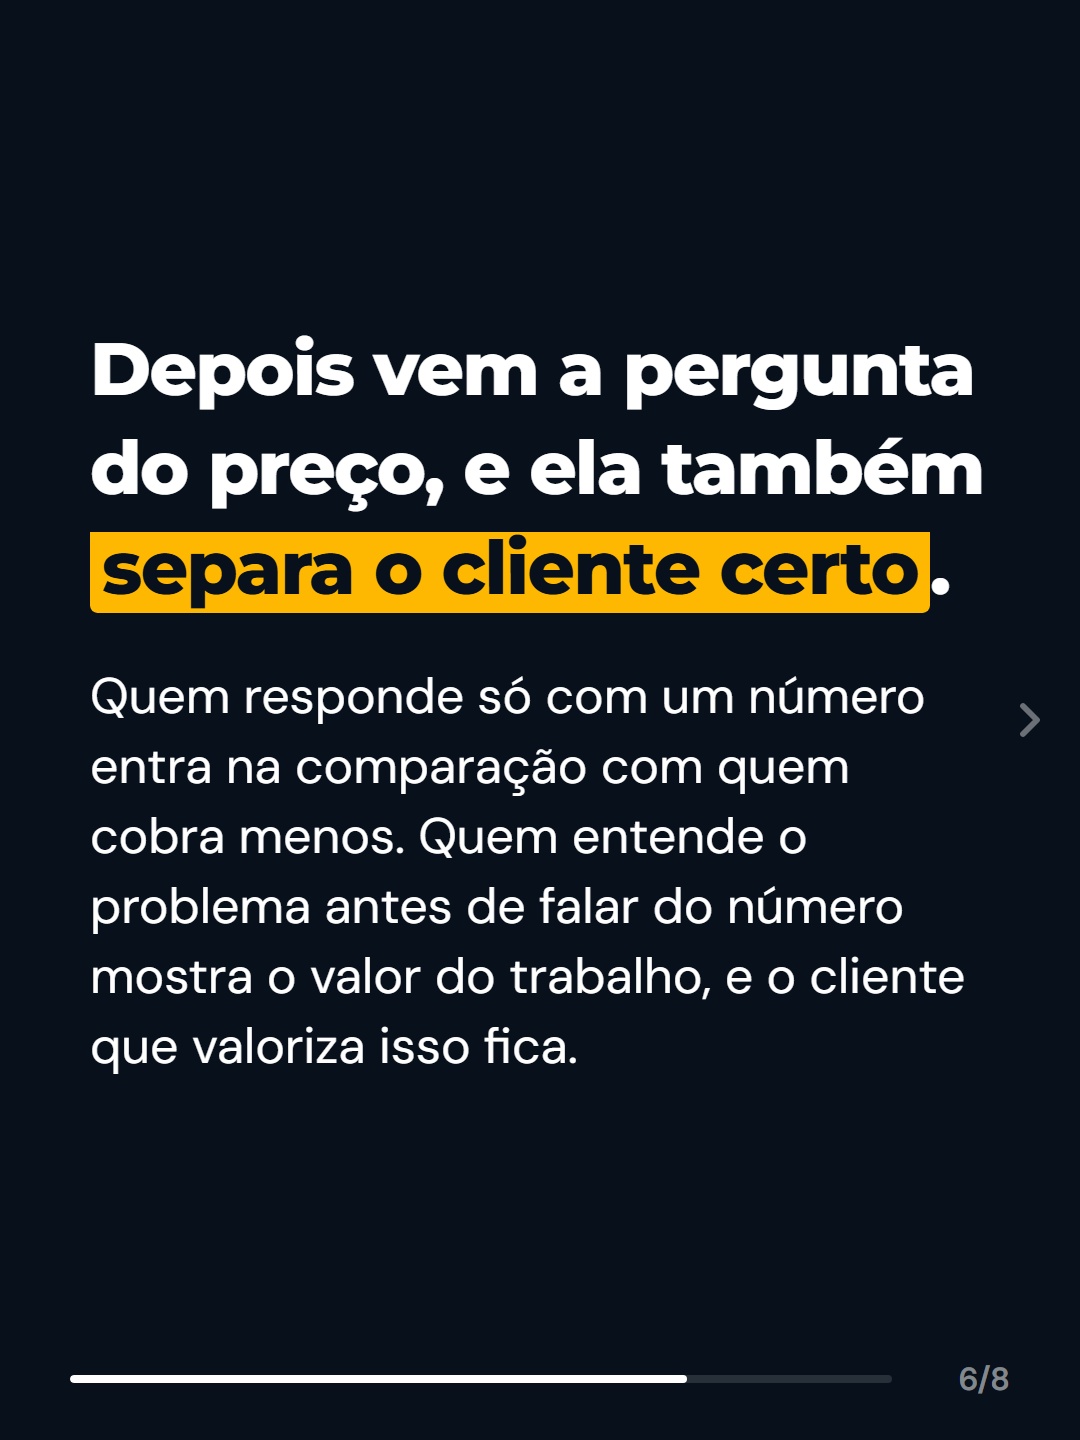 Depois vem a pergunta
do preço, e ela também
separa o cliente certo.
Quem responde só com um número
entra na comparação com quem
cobra menos. Quem entende o
problema antes de falar do número
mostra o valor do trabalho, e o cliente
que valoriza isso fica.
6/8